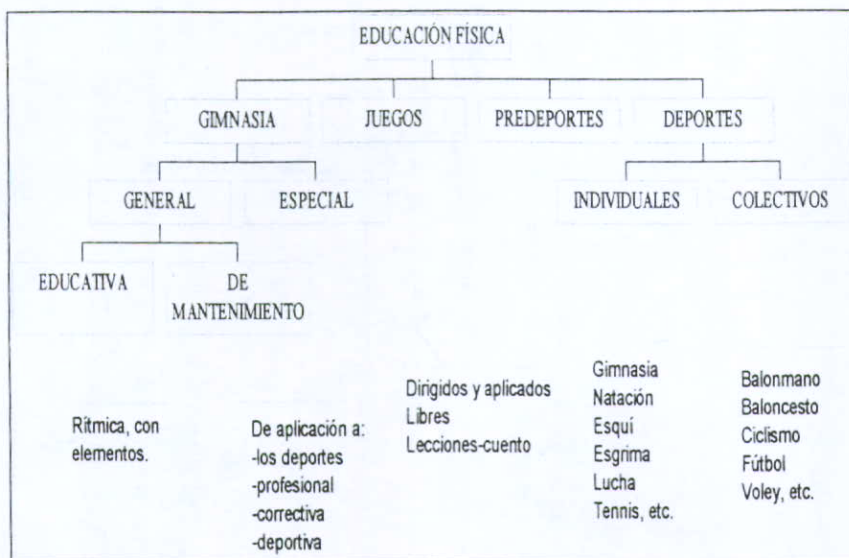 EDUCACIÓN FÍSICA
GIMNASIA
JUEGOS
PREDEPORTES
DEPORTES
GENERAL
ESPECIAL
INDIVIDUALES
COLECTIVOS
EDUCATIVA
DE
MANTENIMIENTO
Rítmica, con
elementos.
De aplicación a:
-los deportes
-profesional
-correctiva
-deportiva
Dirigidos y aplicados
Libres
Lecciones-cuento
Gimnasia
Natación
Esquí
Esgrima
Lucha
Tennis, etc.
Balonmano
Baloncesto
Ciclismo
Fútbol
Voley, etc.